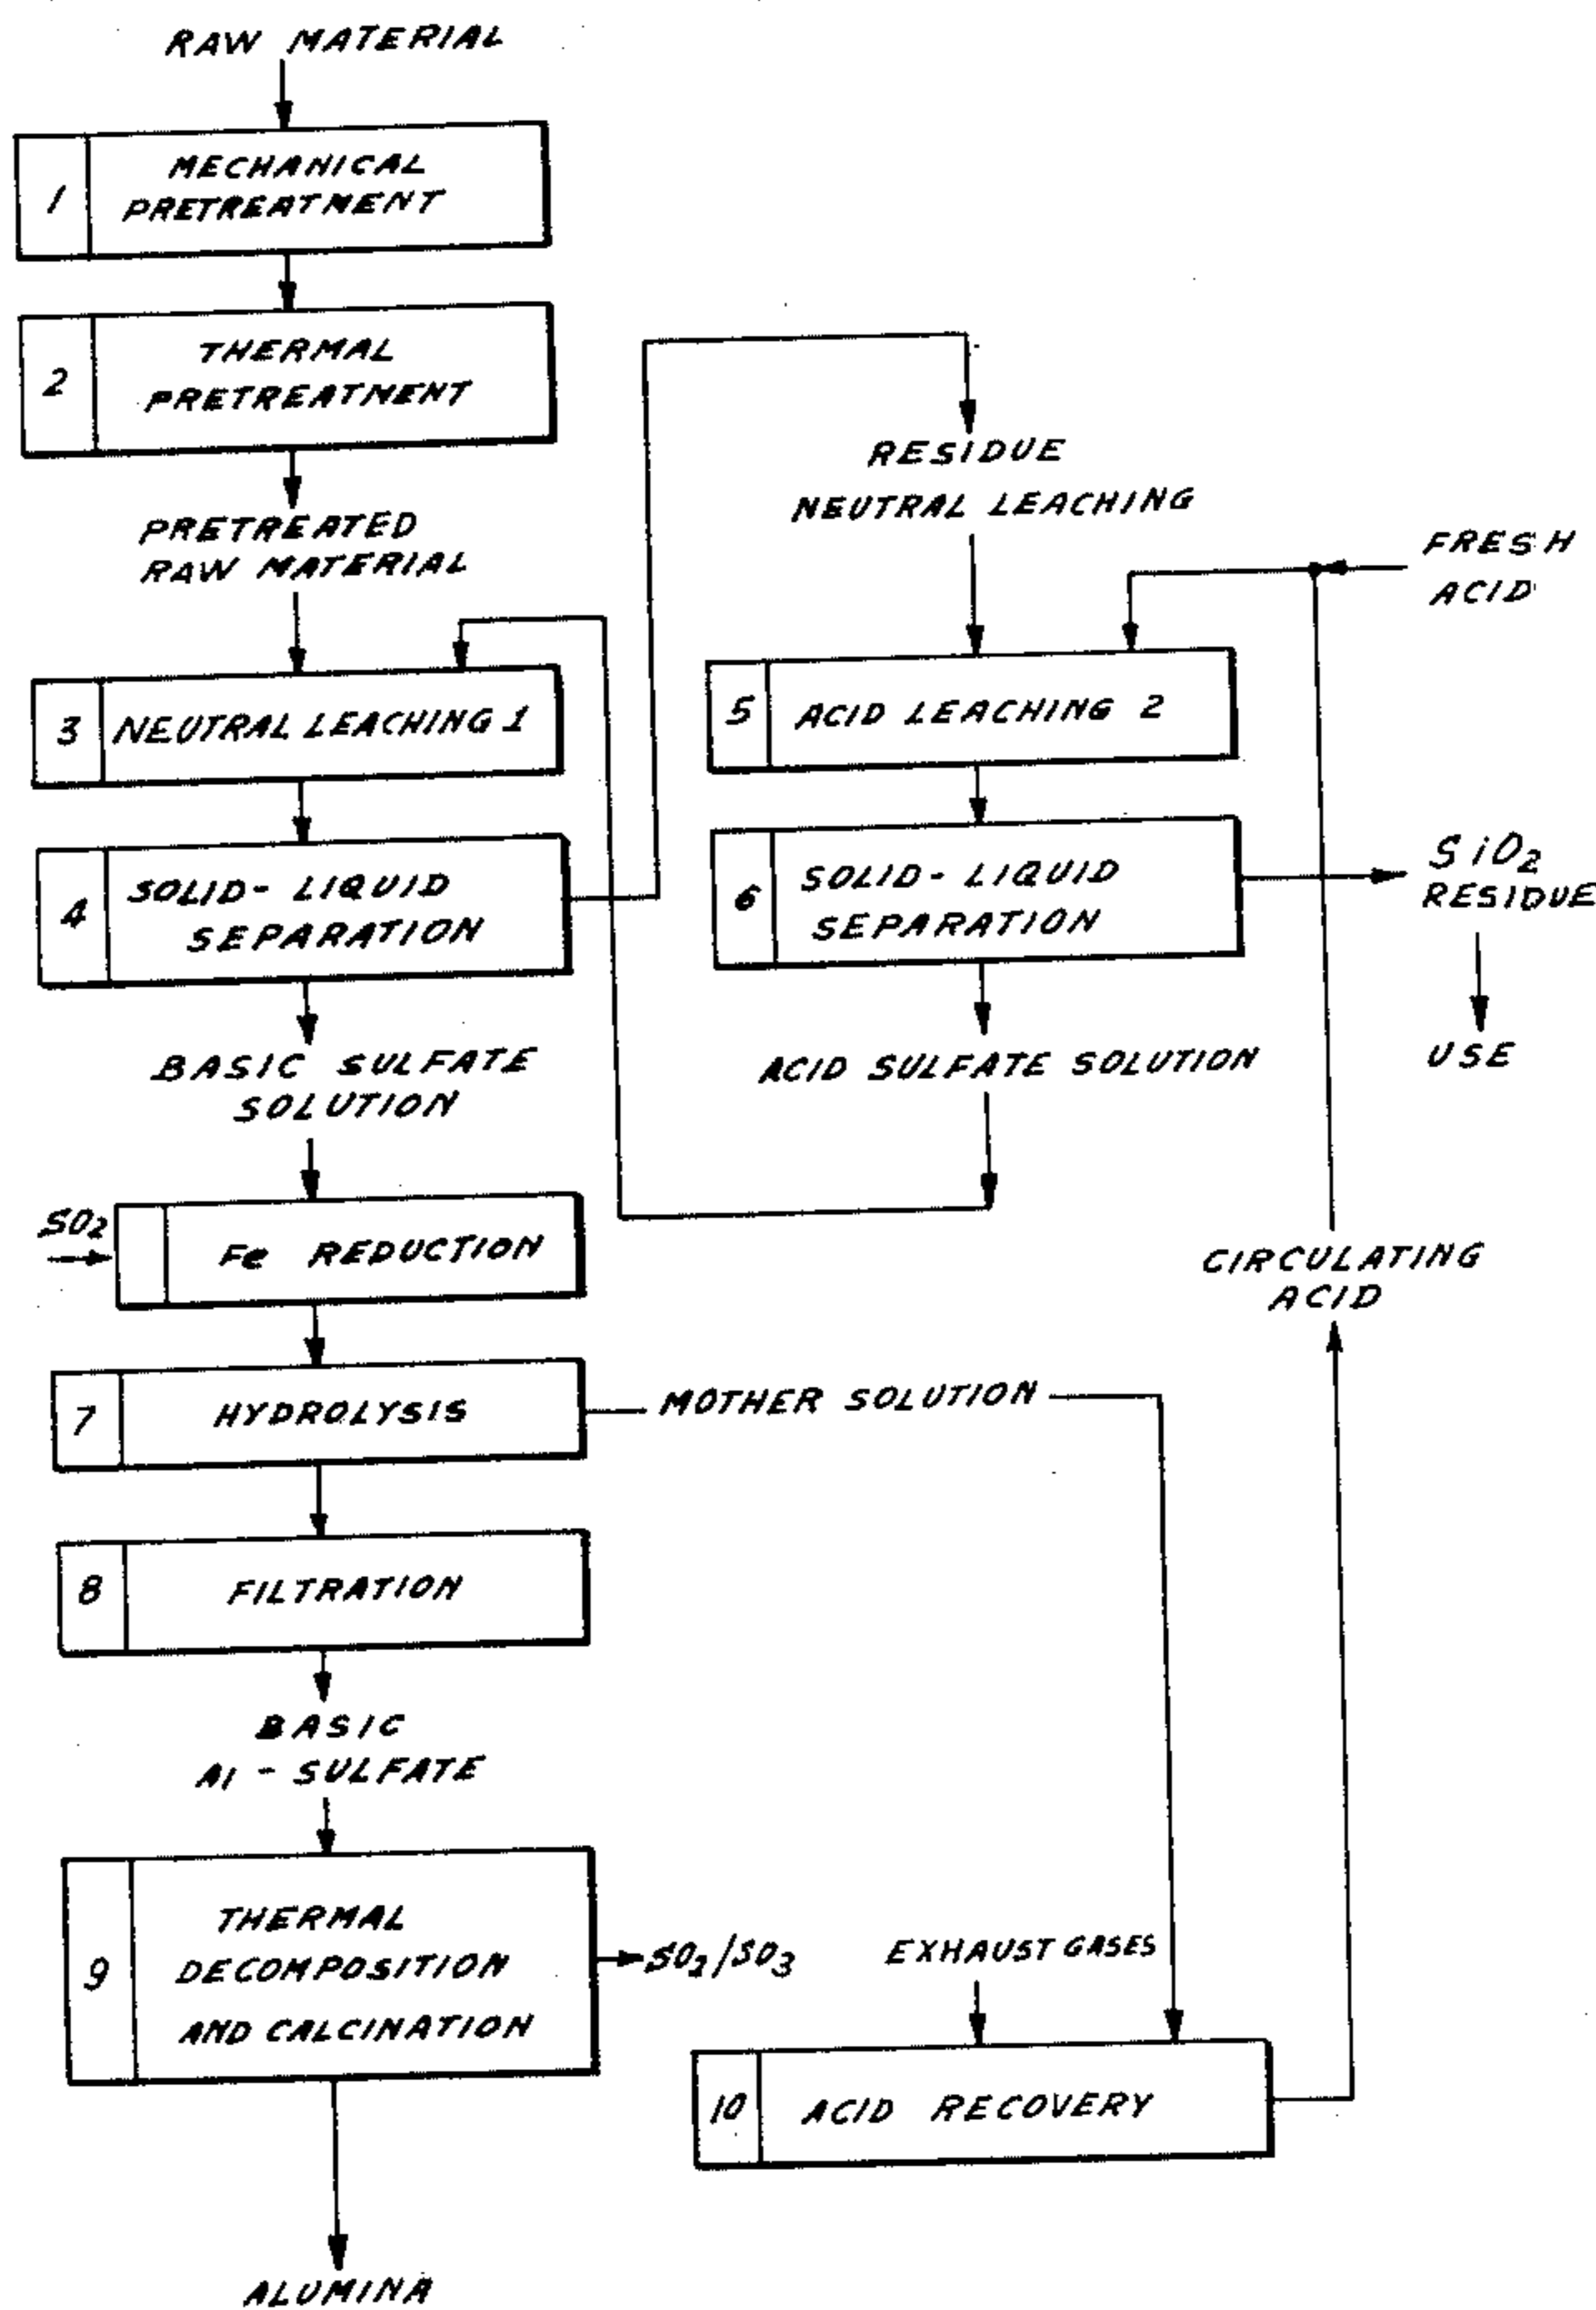 RAW MATERIAL
1
MECHANICAL
PRETREATMENT
2
THERMAL
PRETREATMENT
PRETREATED
RAW MATERIAL
3
NEUTRAL LEACHING 1
4
SOLID-LIQUID
SEPARATION
BASIC SULFATE
SOLUTION
SO2
Fe REDUCTION
7
HYDROLYSIS
MOTHER SOLUTION
8
FILTRATION
BASIC
Al - SULFATE
9
THERMAL
DECOMPOSITION
AND CALCINATION
SO2/SO3
ALUMINA
RESIDUE
NEUTRAL LEACHING
FRESH
ACID
5
ACID LEACHING 2
6
SOLID-LIQUID
SEPARATION
SiO2
RESIDUE
USE
ACID SULFATE SOLUTION
CIRCULATING
ACID
EXHAUST GASES
10
ACID RECOVERY